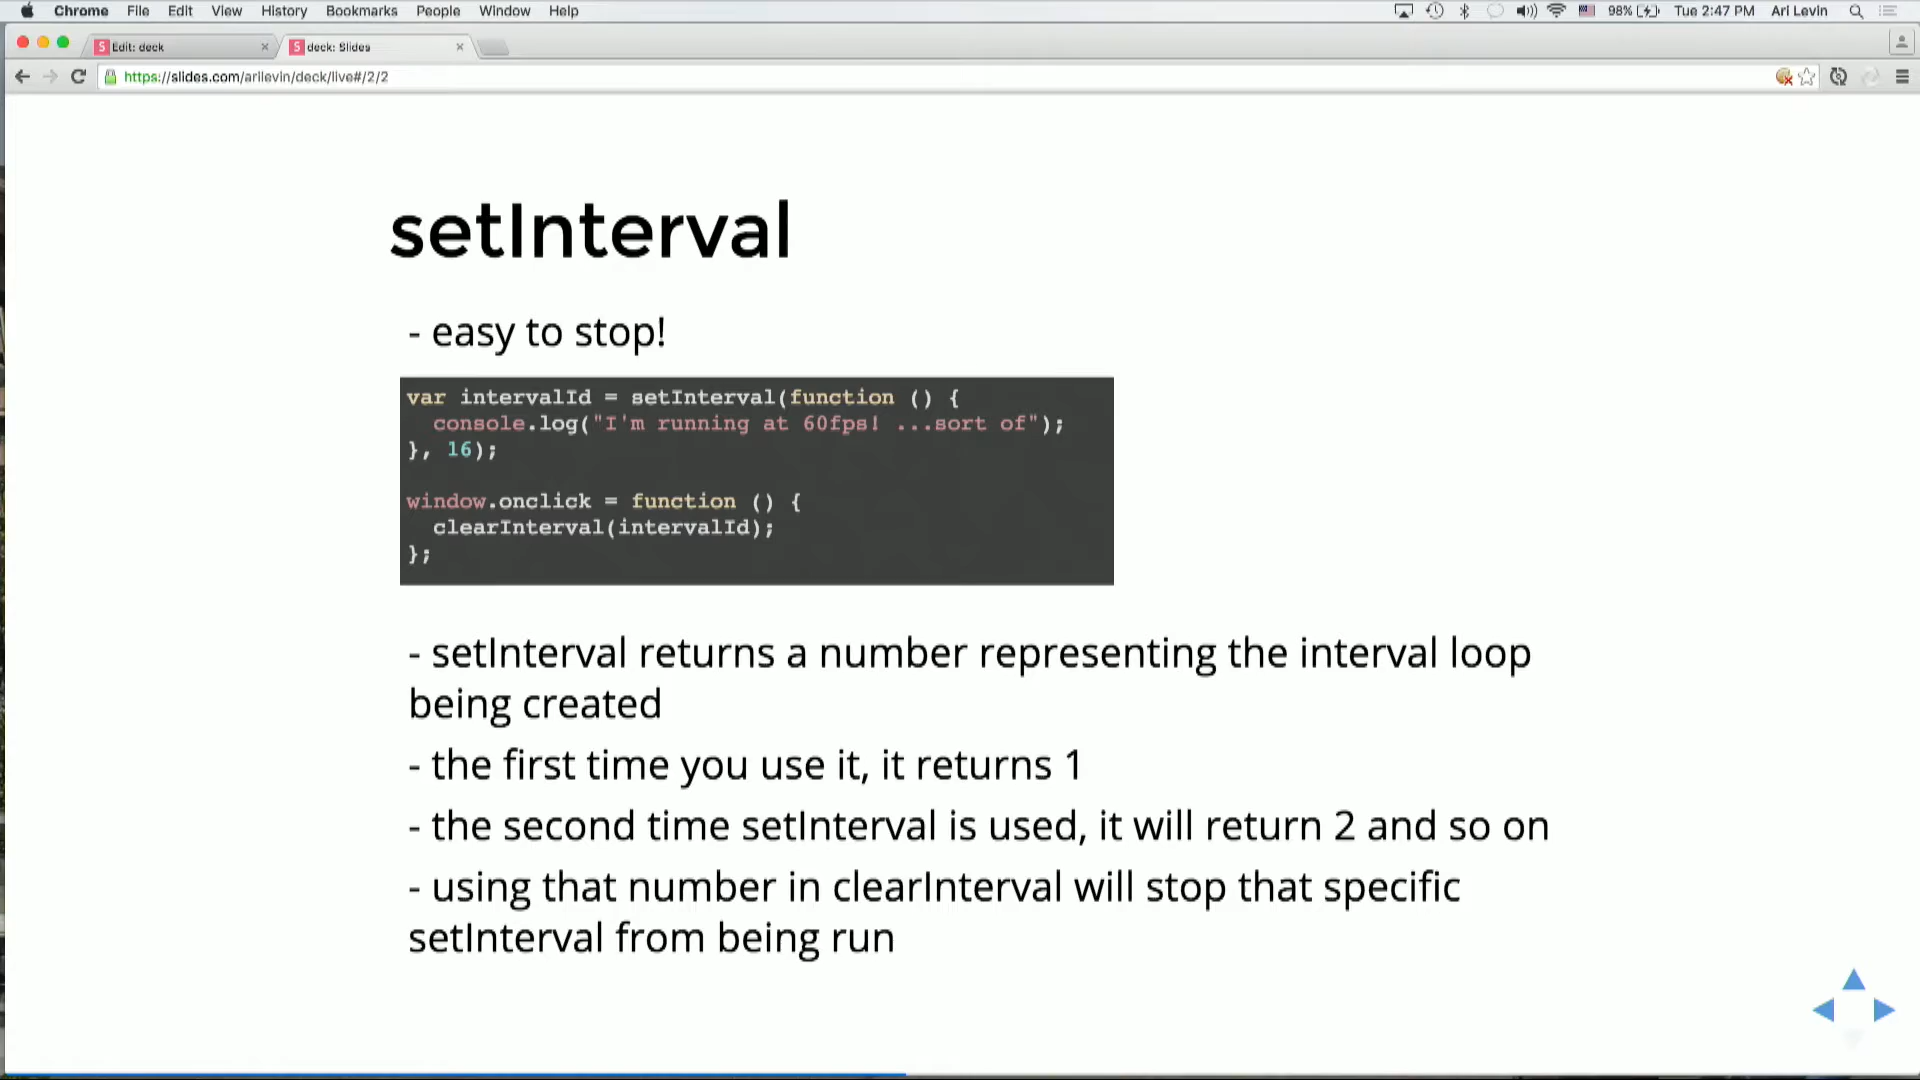 Chrome File Edit View History Bookmarks People Window Help 98% Tue 2:47 PM Ari Levin
Edit: deck deck: Slides
https://slides.com/arilevin/deck/live#/2/2
setInterval
- easy to stop!
var intervalId = setInterval(function () {
console.log("I'm running at 60fps! ...sort of");
}, 16);
window.onclick = function () {
clearInterval(intervalId);
};
- setInterval returns a number representing the interval loop
being created
- the first time you use it, it returns 1
- the second time setInterval is used, it will return 2 and so on
- using that number in clearInterval will stop that specific
setInterval from being run